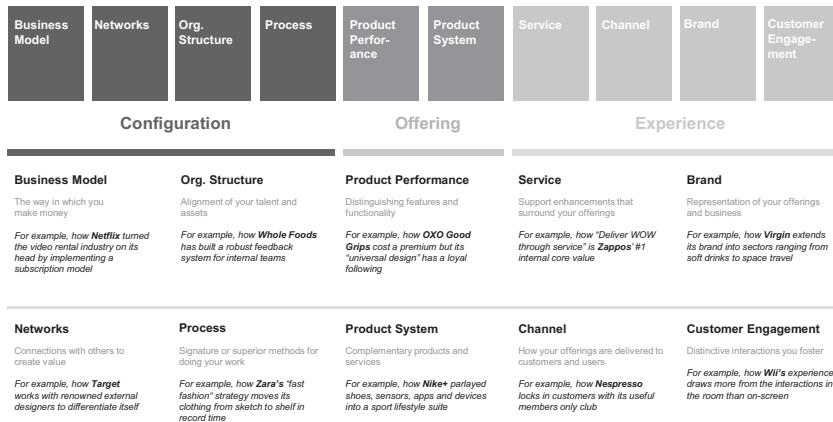 Business
Model
Networks
Org.
Structure
Process
Product
Perfor-
ance
Product
System
Service
Channel
Brand
Customer
Engage-
ment
Configuration
Offering
Experience
Business Model
The way in which you
make money
For example, how Netflix turned
the video rental industry on its
head by implementing a
subscription model
Org. Structure
Alignment of your talent and
assets
For example, how Whole Foods
has built a robust feedback
system for internal teams
Product Performance
Distinguishing features and
functionality
For example, how OXO Good
Grips cost a premium but its
“universal design” has a loyal
following
Service
Support enhancements that
surround your offerings
For example, how “Deliver WOW
through service” is Zappos’ #1
internal core value
Brand
Representation of your offerings
and business
For example, how Virgin extends
its brand into sectors ranging from
soft drinks to space travel
Networks
Connections with others to
create value
For example, how Target
works with renowned external
designers to differentiate itself
Process
Signature or superior methods for
doing your work
For example, how Zara’s “fast
fashion” strategy moves its
clothing from sketch to shelf in
record time
Product System
Complementary products and
services
For example, how Nike+ parlayed
shoes, sensors, apps and devices
into a sport lifestyle suite
Channel
How your offerings are delivered to
customers and users
For example, how Nespresso
locks in customers with its useful
members only club
Customer Engagement
Distinctive interactions you foster
For example, how Wii’s experience
draws more from the interactions in
the room than on-screen